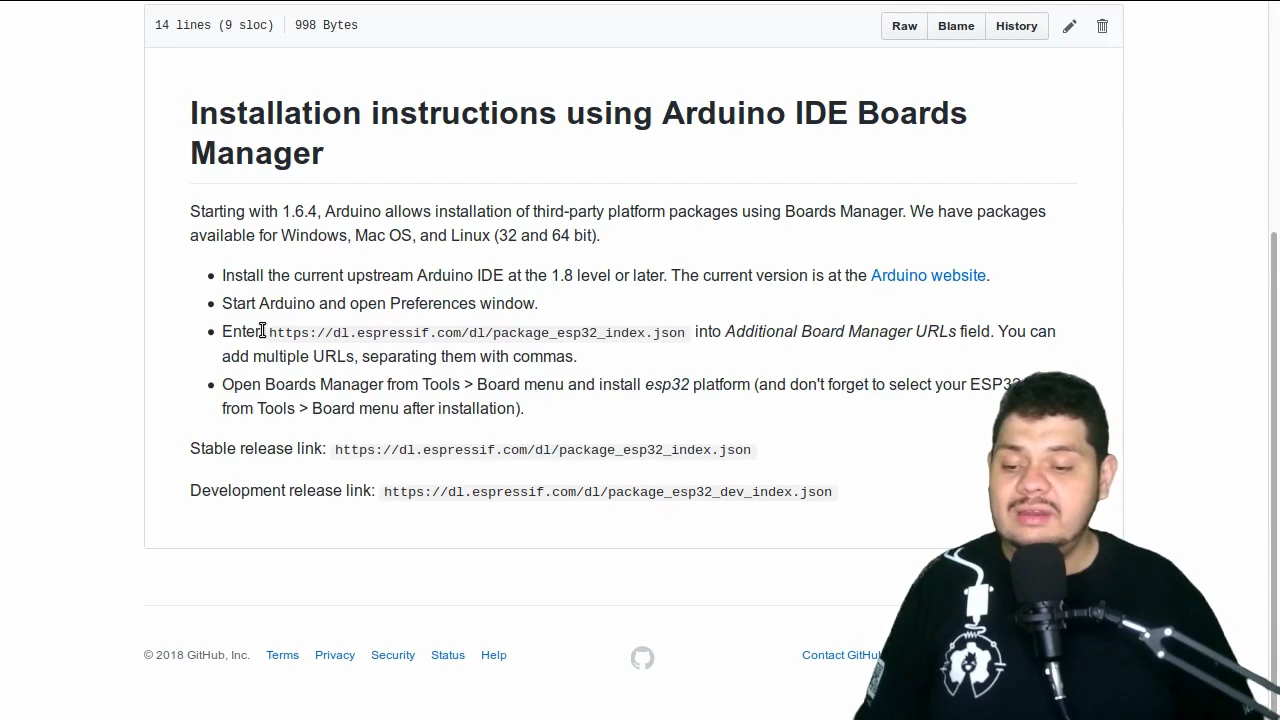 14 lines (9 sloc) 998 Bytes
Raw Blame History
Installation instructions using Arduino IDE Boards
Manager
Starting with 1.6.4, Arduino allows installation of third-party platform packages using Boards Manager. We have packages
available for Windows, Mac OS, and Linux (32 and 64 bit).
Install the current upstream Arduino IDE at the 1.8 level or later. The current version is at the Arduino website.
Start Arduino and open Preferences window.
Enter https://dl.espressif.com/dl/package_esp32_index.json into Additional Board Manager URLs field. You can
add multiple URLs, separating them with commas.
Open Boards Manager from Tools > Board menu and install esp32 platform (and don't forget to select your ESP32
from Tools > Board menu after installation).
Stable release link: https://dl.espressif.com/dl/package_esp32_index.json
Development release link: https://dl.espressif.com/dl/package_esp32_dev_index.json
© 2018 GitHub, Inc. Terms Privacy Security Status Help Contact GitHub